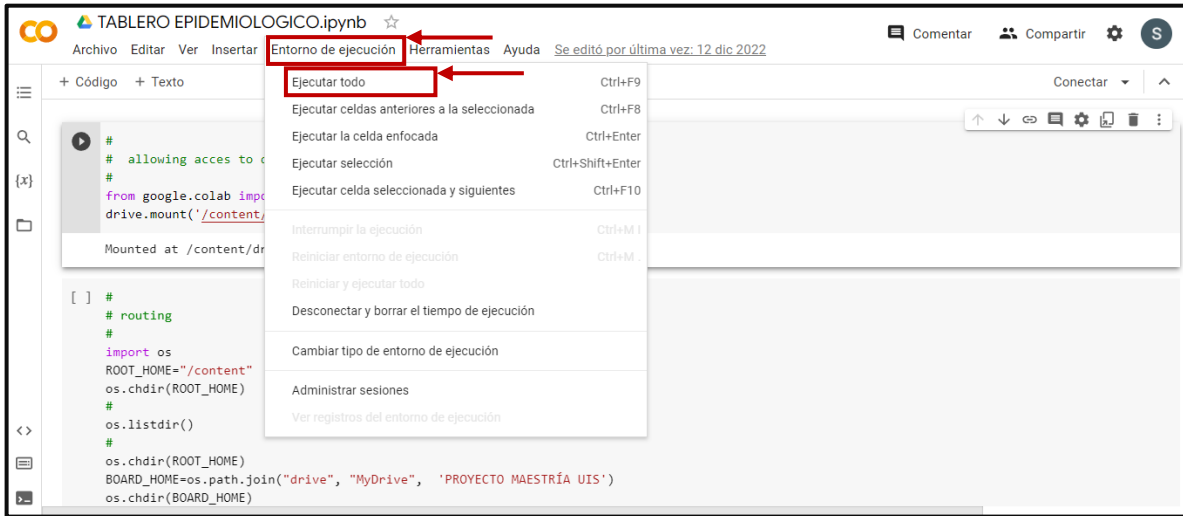 TABLERO EPIDEMIOLOGICO.ipynb
Comentar Compartir S
Archivo Editar Ver Insertar Entorno de ejecución Herramientas Ayuda Se editó por última vez: 12 dic 2022
+ Código + Texto
Conectar
Ejecutar todo Ctrl+F9
Ejecutar celdas anteriores a la seleccionada Ctrl+F8
Ejecutar la celda enfocada Ctrl+Enter
Ejecutar selección Ctrl+Shift+Enter
Ejecutar celda seleccionada y siguientes Ctrl+F10
Interrumpir la ejecución Ctrl+M I
Reiniciar entorno de ejecución Ctrl+M .
Reiniciar y ejecutar todo
Desconectar y borrar el tiempo de ejecución
Cambiar tipo de entorno de ejecución
Administrar sesiones
Ver registros del entorno de ejecución
{x}
#
# allowing acces to
#
from google.colab impo
drive.mount('/content/
Mounted at /content/dr
[ ] #
# routing
#
import os
ROOT_HOME="/content"
os.chdir(ROOT_HOME)
#
os.listdir()
#
os.chdir(ROOT_HOME)
BOARD_HOME=os.path.join("drive", "MyDrive", 'PROYECTO MAESTRÍA UIS')
os.chdir(BOARD_HOME)